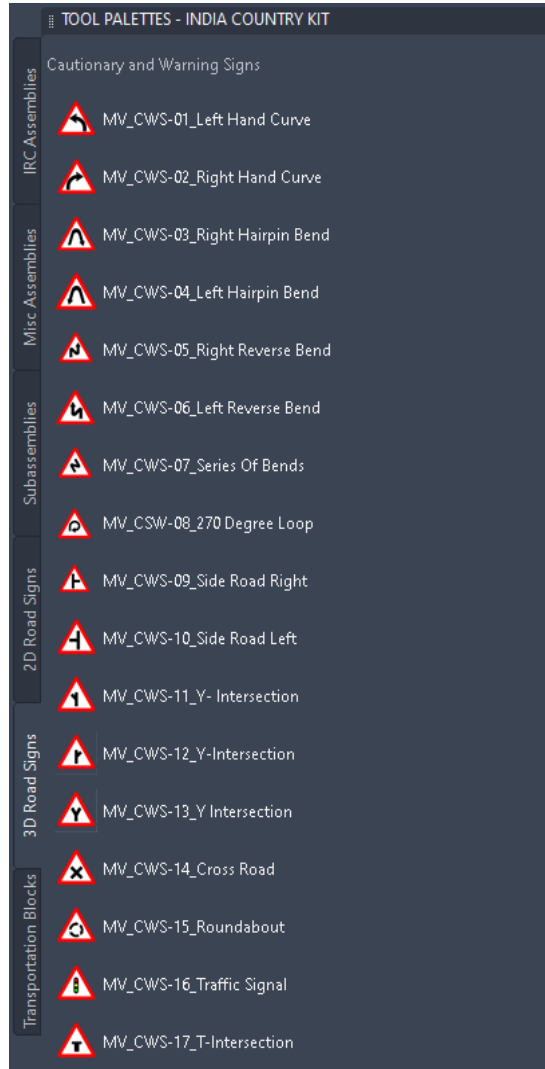 TOOL PALETTES - INDIA COUNTRY KIT
Cautionary and Warning Signs
MV_CWS-01_Left Hand Curve
MV_CWS-02_Right Hand Curve
MV_CWS-03_Right Hairpin Bend
MV_CWS-04_Left Hairpin Bend
MV_CWS-05_Right Reverse Bend
MV_CWS-06_Left Reverse Bend
MV_CWS-07_Series Of Bends
MV_CSW-08_270 Degree Loop
MV_CWS-09_Side Road Right
MV_CWS-10_Side Road Left
MV_CWS-11_Y- Intersection
MV_CWS-12_Y-Intersection
MV_CWS-13_Y Intersection
MV_CWS-14_Cross Road
MV_CWS-15_Roundabout
MV_CWS-16_Traffic Signal
MV_CWS-17_T-Intersection
IRC Assemblies
Misc Assemblies
Subassemblies
2D Road Signs
3D Road Signs
Transportation Blocks